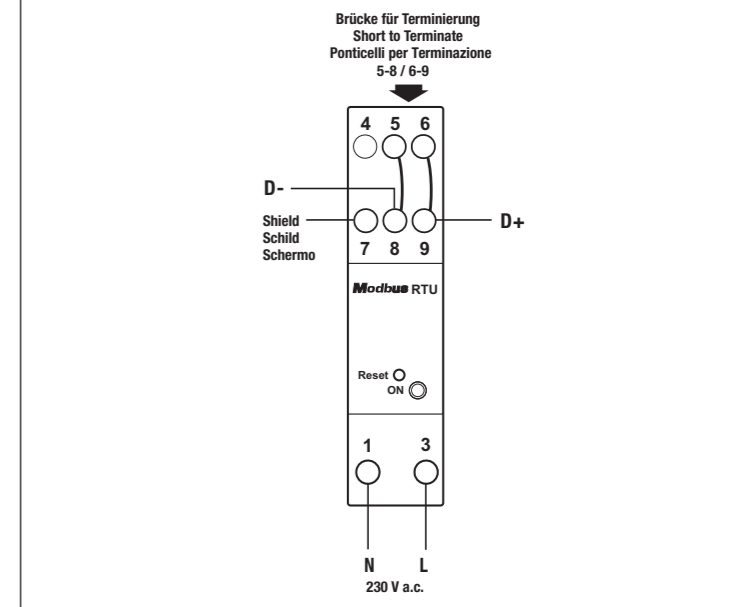 Brücke für Terminierung
Short to Terminate
Ponticelli per Terminazione
5-8 / 6-9
4 5 6
D-
Shield
Schild
Schermo
D+
7 8 9
Modbus RTU
Reset
ON
1 3
N L
230 V a.c.